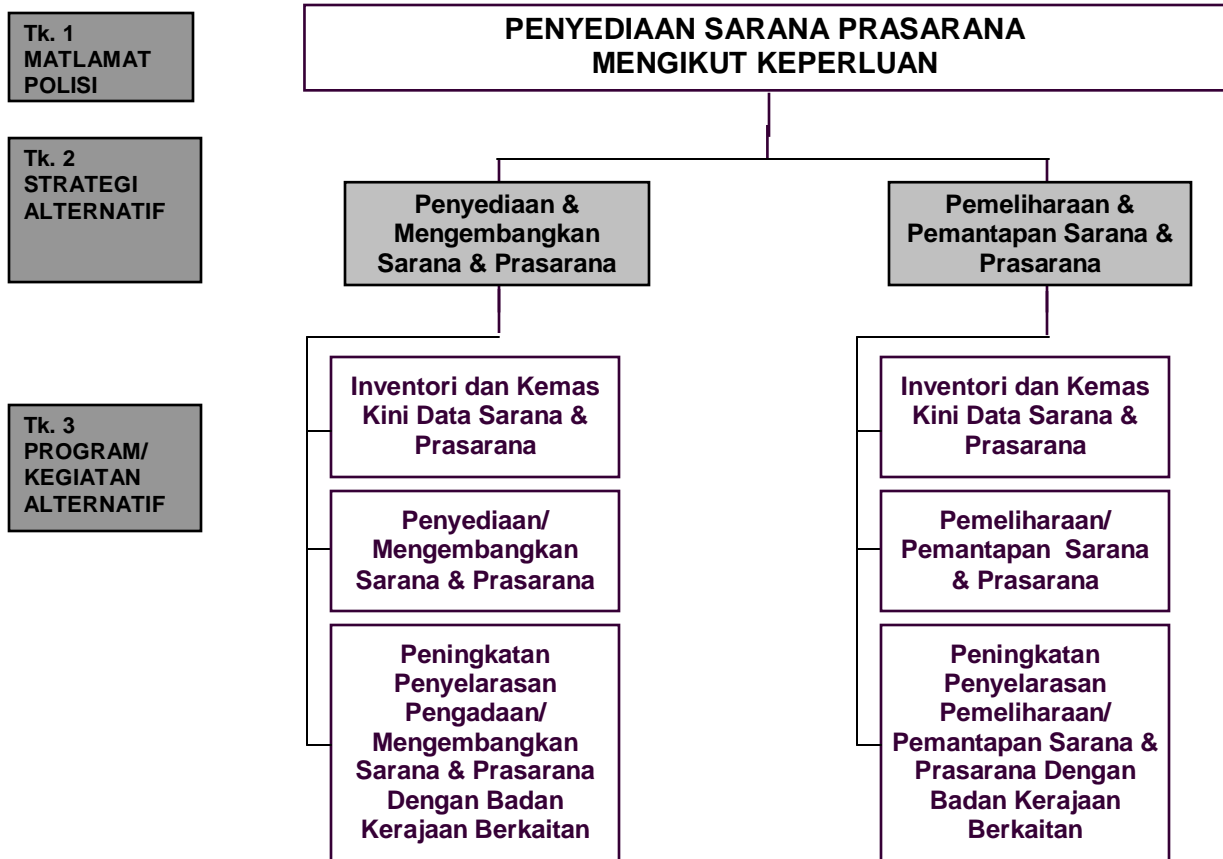 Tk. 1
MATLAMAT
POLISI
PENYEDIAAN SARANA PRASARANA
MENGIKUT KEPERLUAN
Tk. 2
STRATEGI
ALTERNATIF
Penyediaan &
Mengembangkan
Sarana & Prasarana
Pemeliharaan &
Pemantapan Sarana &
Prasarana
Tk. 3
PROGRAM/
KEGIATAN
ALTERNATIF
Inventori dan Kemas
Kini Data Sarana &
Prasarana
Penyediaan/
Mengembangkan
Sarana & Prasarana
Peningkatan
Penyelarasan
Pengadaan/
Mengembangkan
Sarana & Prasarana
Dengan Badan
Kerajaan Berkaitan
Inventori dan Kemas
Kini Data Sarana &
Prasarana
Pemeliharaan/
Pemantapan Sarana
& Prasarana
Peningkatan
Penyelarasan
Pemeliharaan/
Pemantapan Sarana &
Prasarana Dengan
Badan Kerajaan
Berkaitan